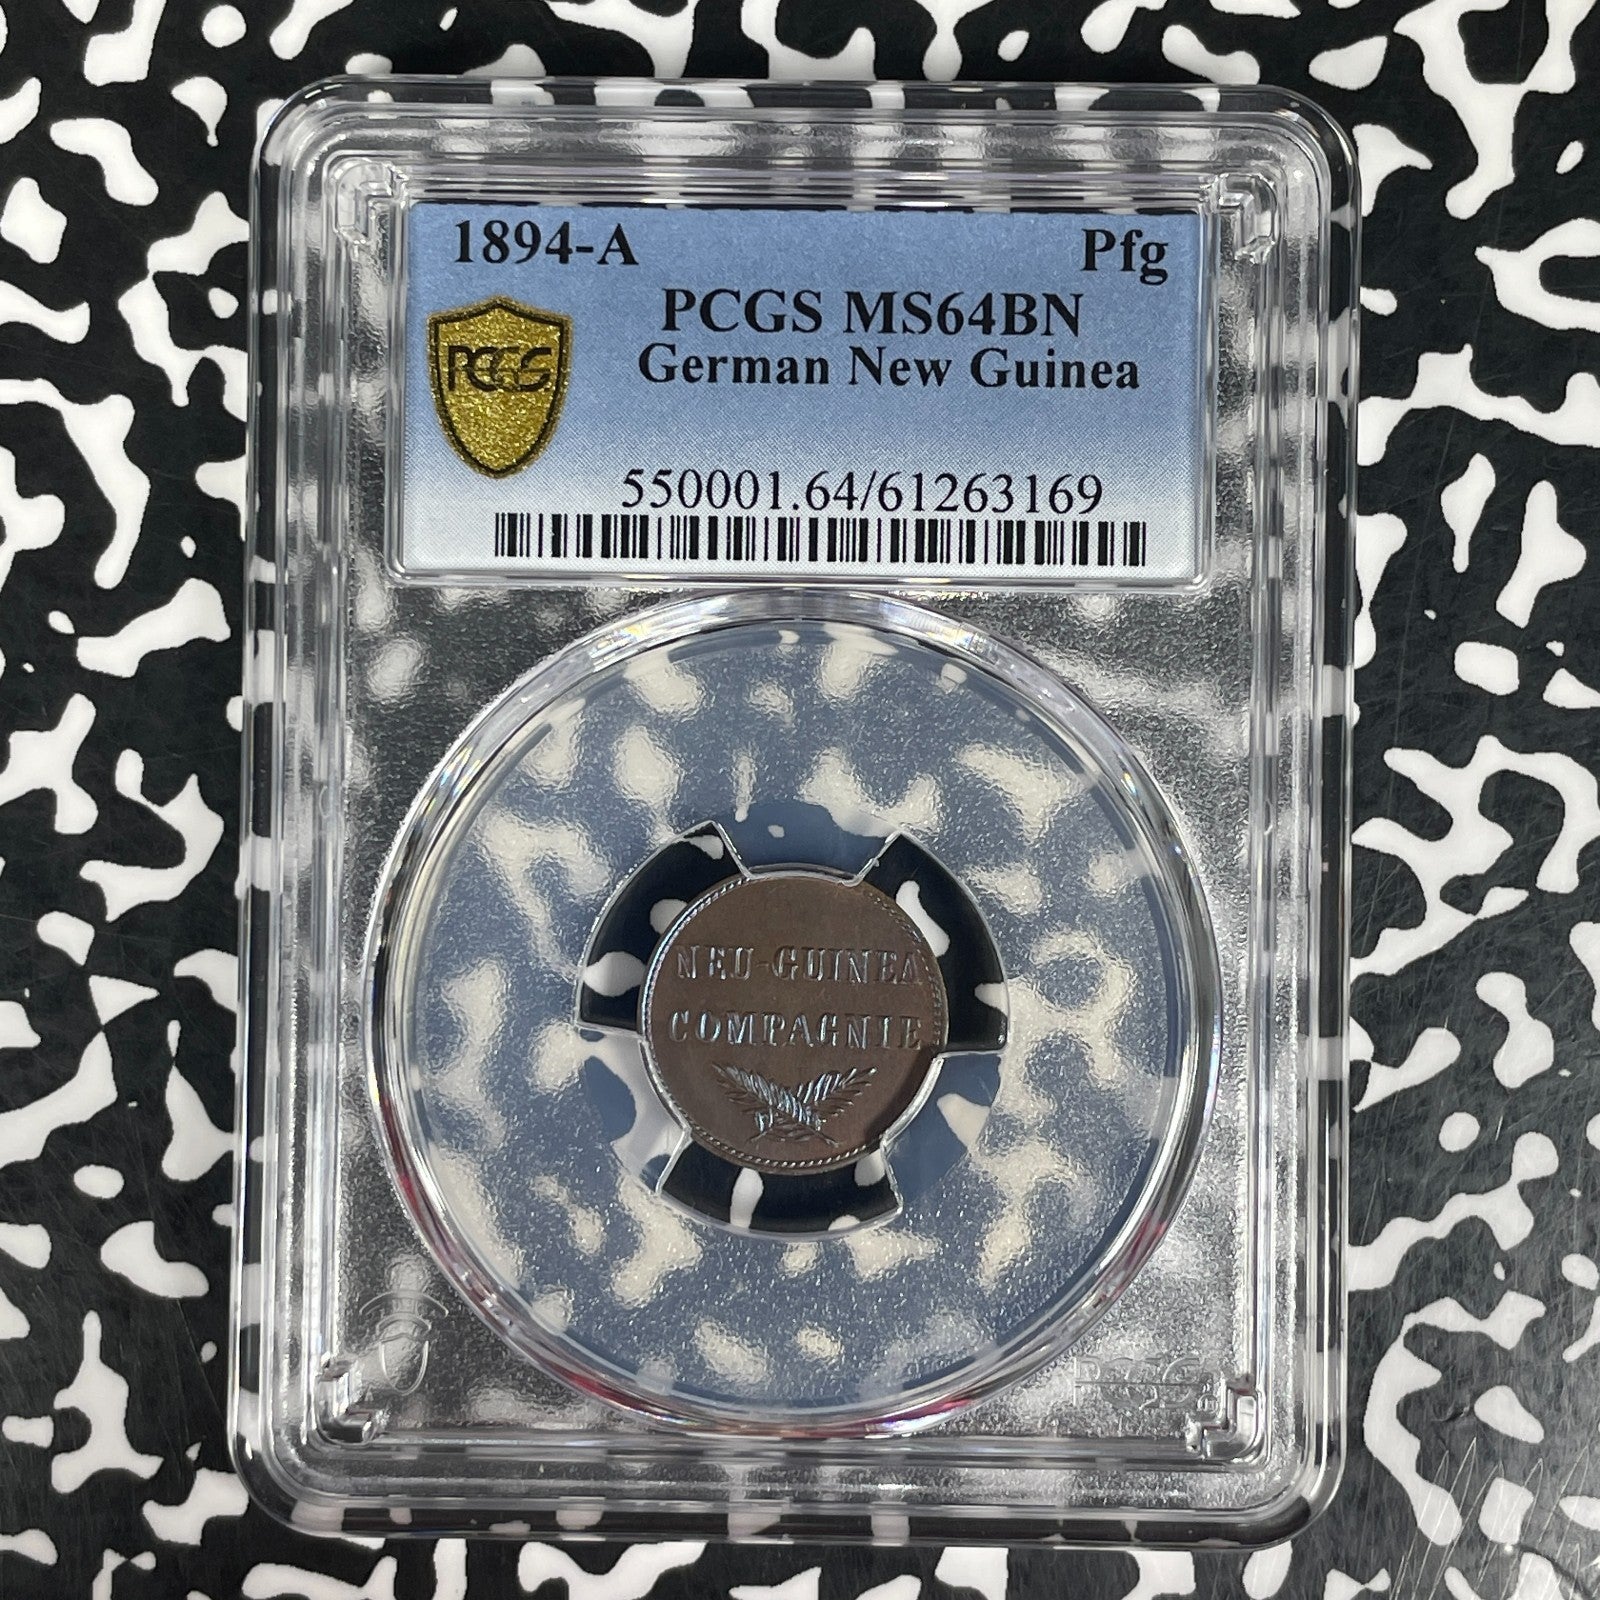 1894-A Pfg
PCGS MS64BN
German New Guinea
PCGS
550001.64/61263169
NEU-GUINEA
COMPAGNIE
PCGS